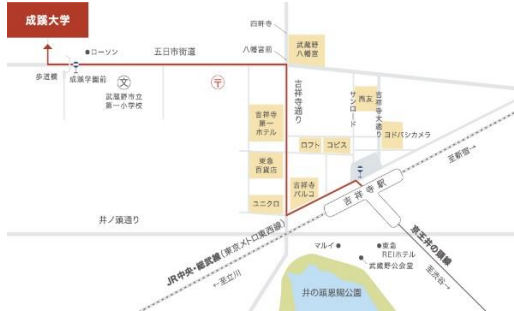 成蹊大学
四軒寺
ローソン
五日市街道
八幡宮前
武蔵野
八幡宮
歩道橋
成蹊学園前
文
武蔵野市立
第一小学校
〒
吉祥寺通り
サンロード
西友
吉祥寺大通り
ヨドバシカメラ
吉祥寺
第一
ホテル
ロフト
コピス
至新宿
東急
百貨店
吉祥寺
パルコ
吉祥寺駅
ユニクロ
井ノ頭通り
京王井の頭線
JR中央・総武線(東京メトロ東西線)
マルイ
東急
REIホテル
武蔵野公会堂
至渋谷
←至立川
井の頭恩賜公園